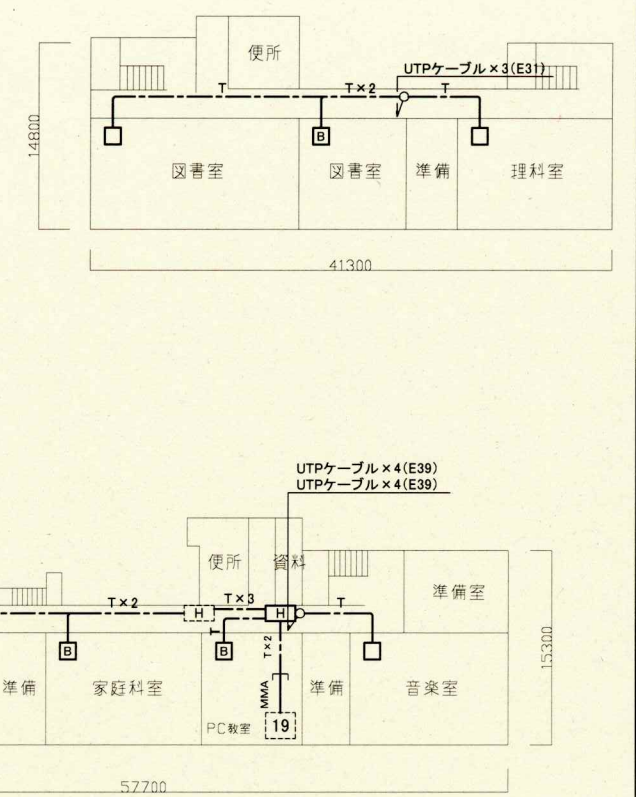 便所
UTPケーブル×3(E31)
T
T×2
T
14800
B
図書室
図書室
準備
理科室
41300
UTPケーブル×4(E39)
UTPケーブル×4(E39)
便所
資料
準備室
T×2
H
T×3
H
T
T
T×2
B
B
15300
準備
家庭科室
準備
音楽室
MMA
PC教室
19
57700